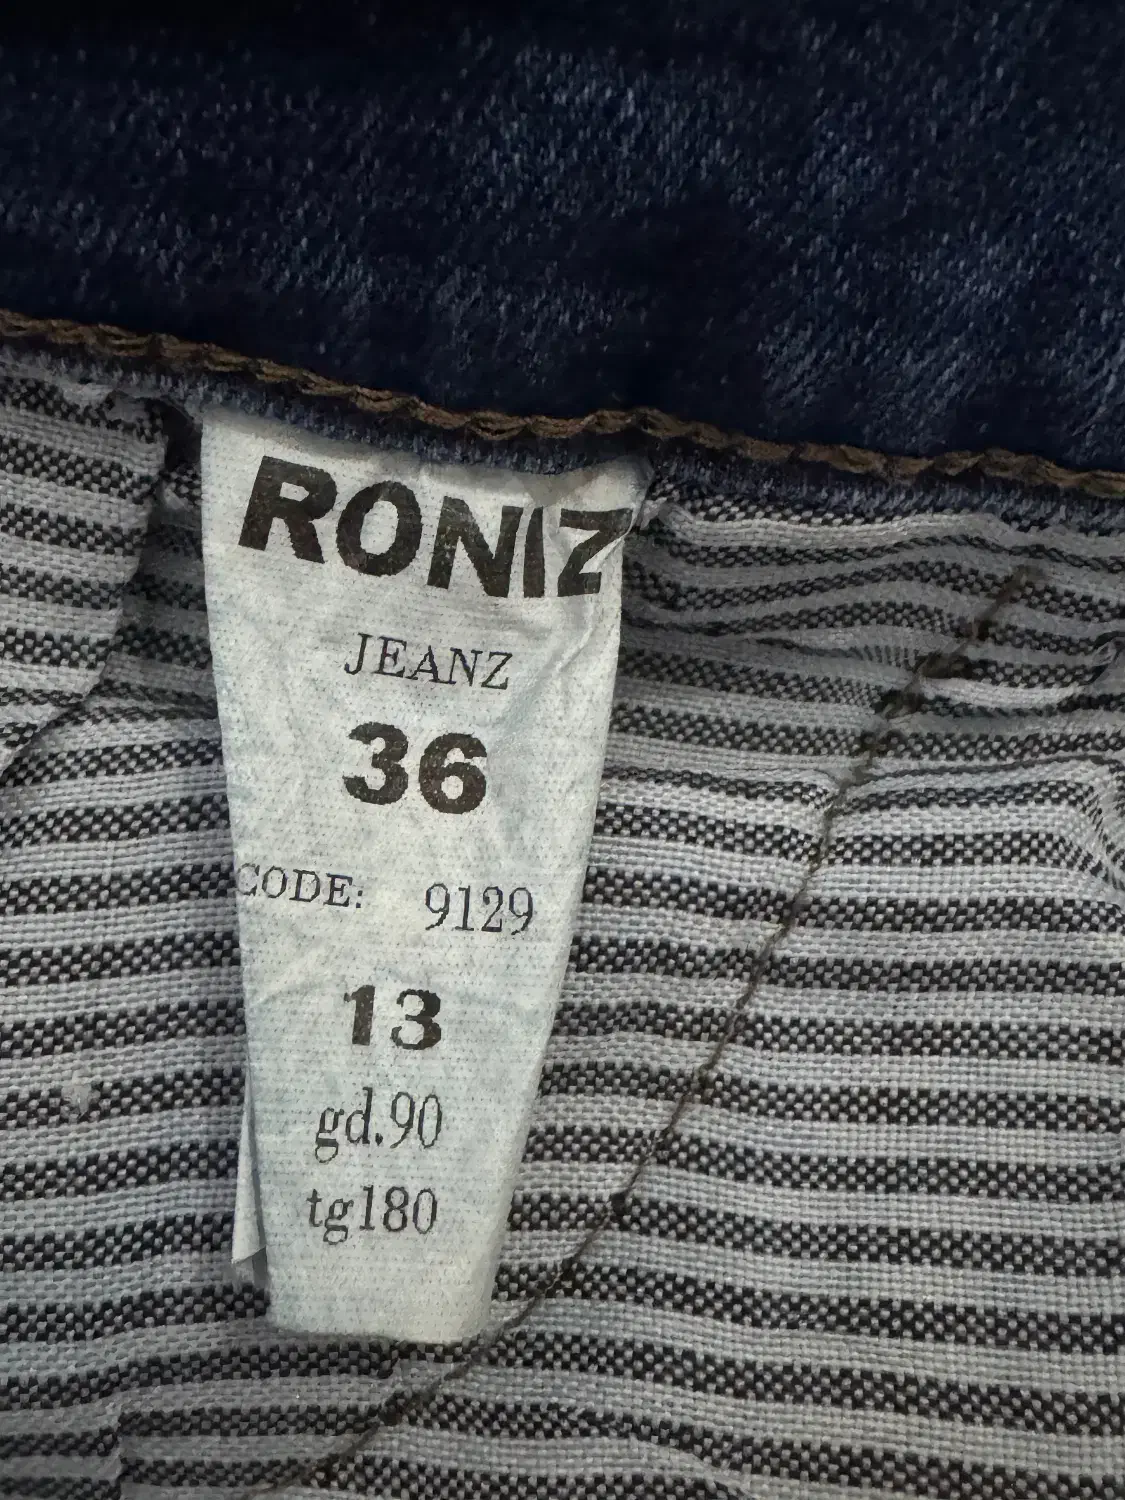 RONIZ
JEANZ
36
CODE: 9129
13
gd.90
tg180